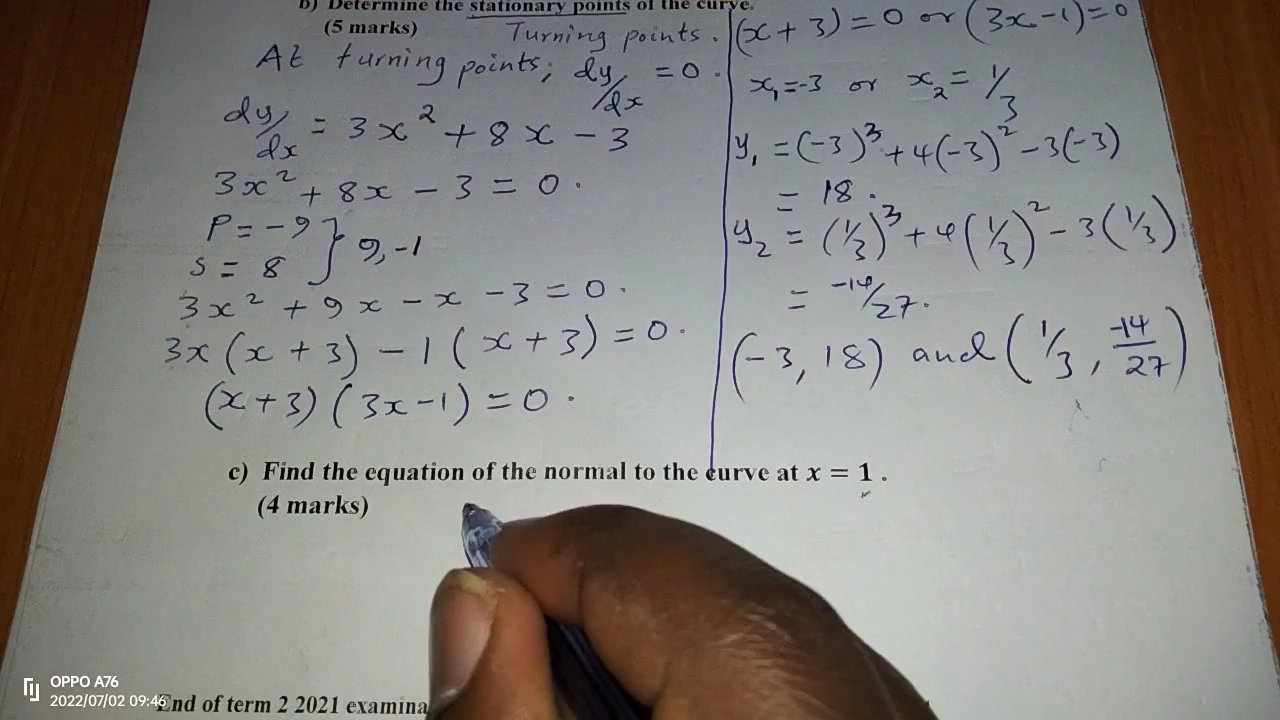 b) Determine the stationary points of the curve.
(5 marks)
Turning points.
At turning points; dy/dx = 0.
dy/dx = 3x² + 8x - 3
3x² + 8x - 3 = 0.
P = -9
S = 8 } 9, -1
3x² + 9x - x - 3 = 0.
3x(x + 3) - 1(x + 3) = 0.
(x+3)(3x-1) = 0.
(x+3) = 0 or (3x-1) = 0
x₁=-3 or x₂ = 1/3
y₁ = (-3)³ + 4(-3)² - 3(-3)
= 18.
y₂ = (1/3)³ + 4(1/3)² - 3(1/3)
= -14/27.
(-3, 18) and (1/3, -14/27)
c) Find the equation of the normal to the curve at x = 1.
(4 marks)
End of term 2 2021 examina
OPPO A76
2022/07/02 09:46